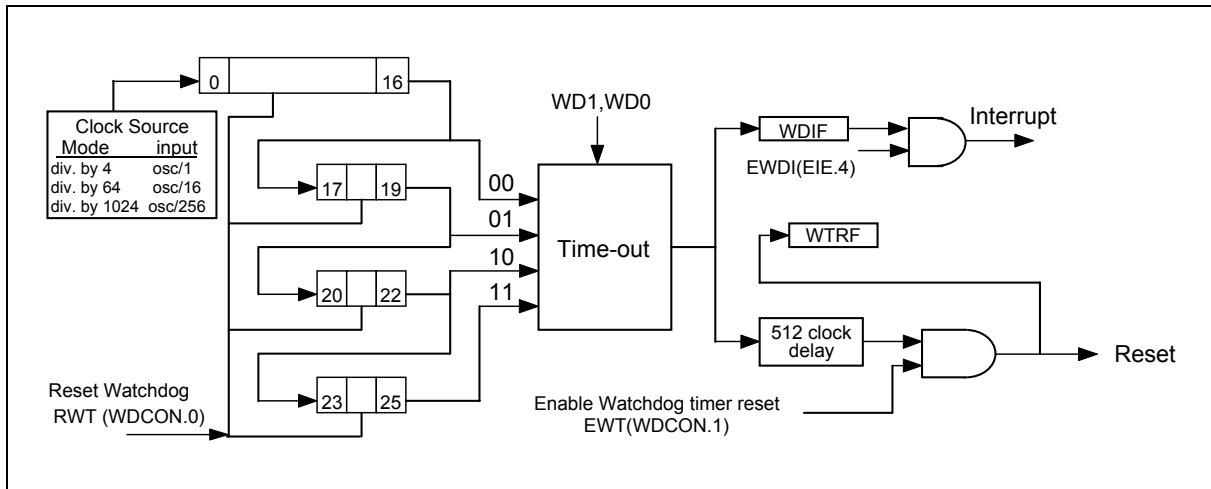 0 16
Clock Source
Mode input
div. by 4 osc/1
div. by 64 osc/16
div. by 1024 osc/256
17 19
20 22
23 25
Reset Watchdog
RWT (WDCON.0)
WD1,WD0
00
01
10
11
Time-out
WDIF
EWDI(EIE.4)
Interrupt
WTRF
512 clock
delay
Reset
Enable Watchdog timer reset
EWT(WDCON.1)